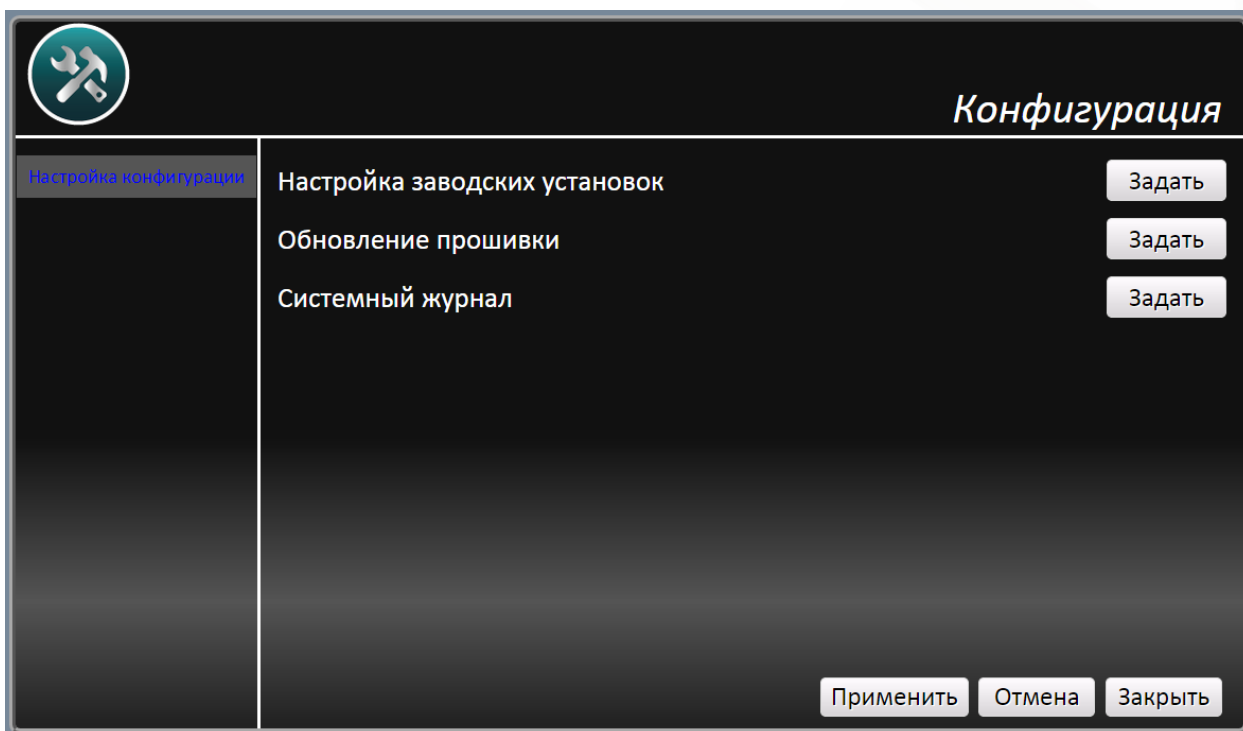 Конфигурация
Настройка конфигурации
Настройка заводских установок
Задать
Обновление прошивки
Задать
Системный журнал
Задать
Применить
Отмена
Закрыть